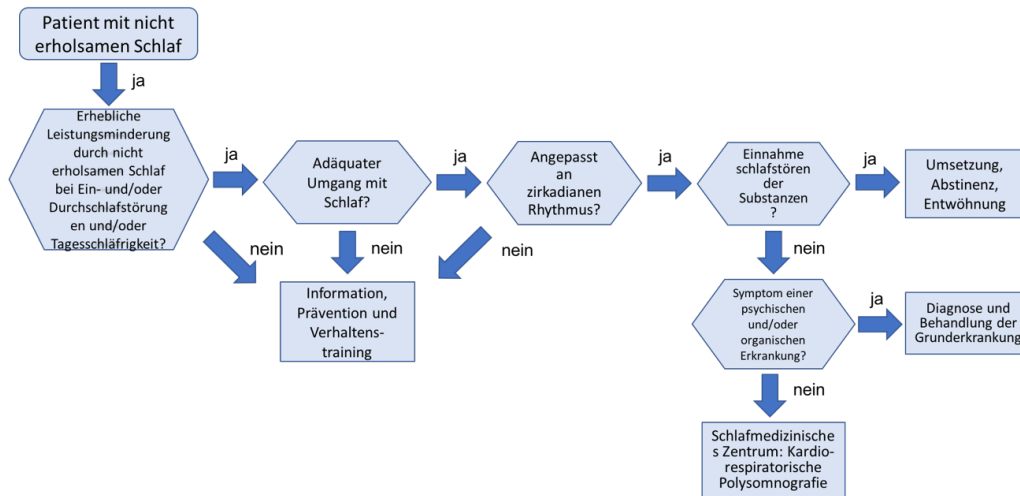 Patient mit nicht
erholsamen Schlaf
ja
Erhebliche
Leistungsminderung
durch nicht
erholsamen Schlaf
bei Ein- und/oder
Durchschlafstörung
en und/oder
Tagesschläfrigkeit?
ja
Adäquater
Umgang mit
Schlaf?
ja
Angepasst
an
zirkadianen
Rhythmus?
ja
Einnahme
schlafstören
der
Substanzen
?
ja
Umsetzung,
Abstinenz,
Entwöhnung
nein
nein
nein
nein
Information,
Prävention und
Verhaltens-
training
Symptom einer
psychischen
und/oder
organischen
Erkrankung?
ja
Diagnose und
Behandlung der
Grunderkrankung
nein
Schlafmedizinische
s Zentrum: Kardio-
respiratorische
Polysomnografie